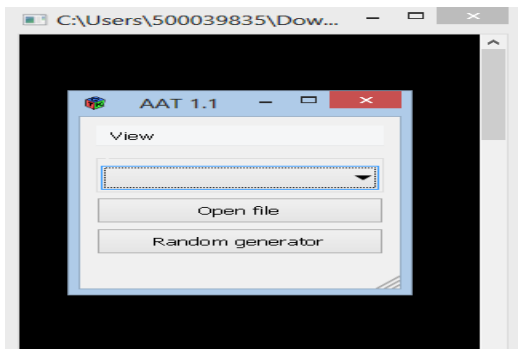 C:\Users\500039835\Dow...
AAT 1.1
View
Open file
Random generator